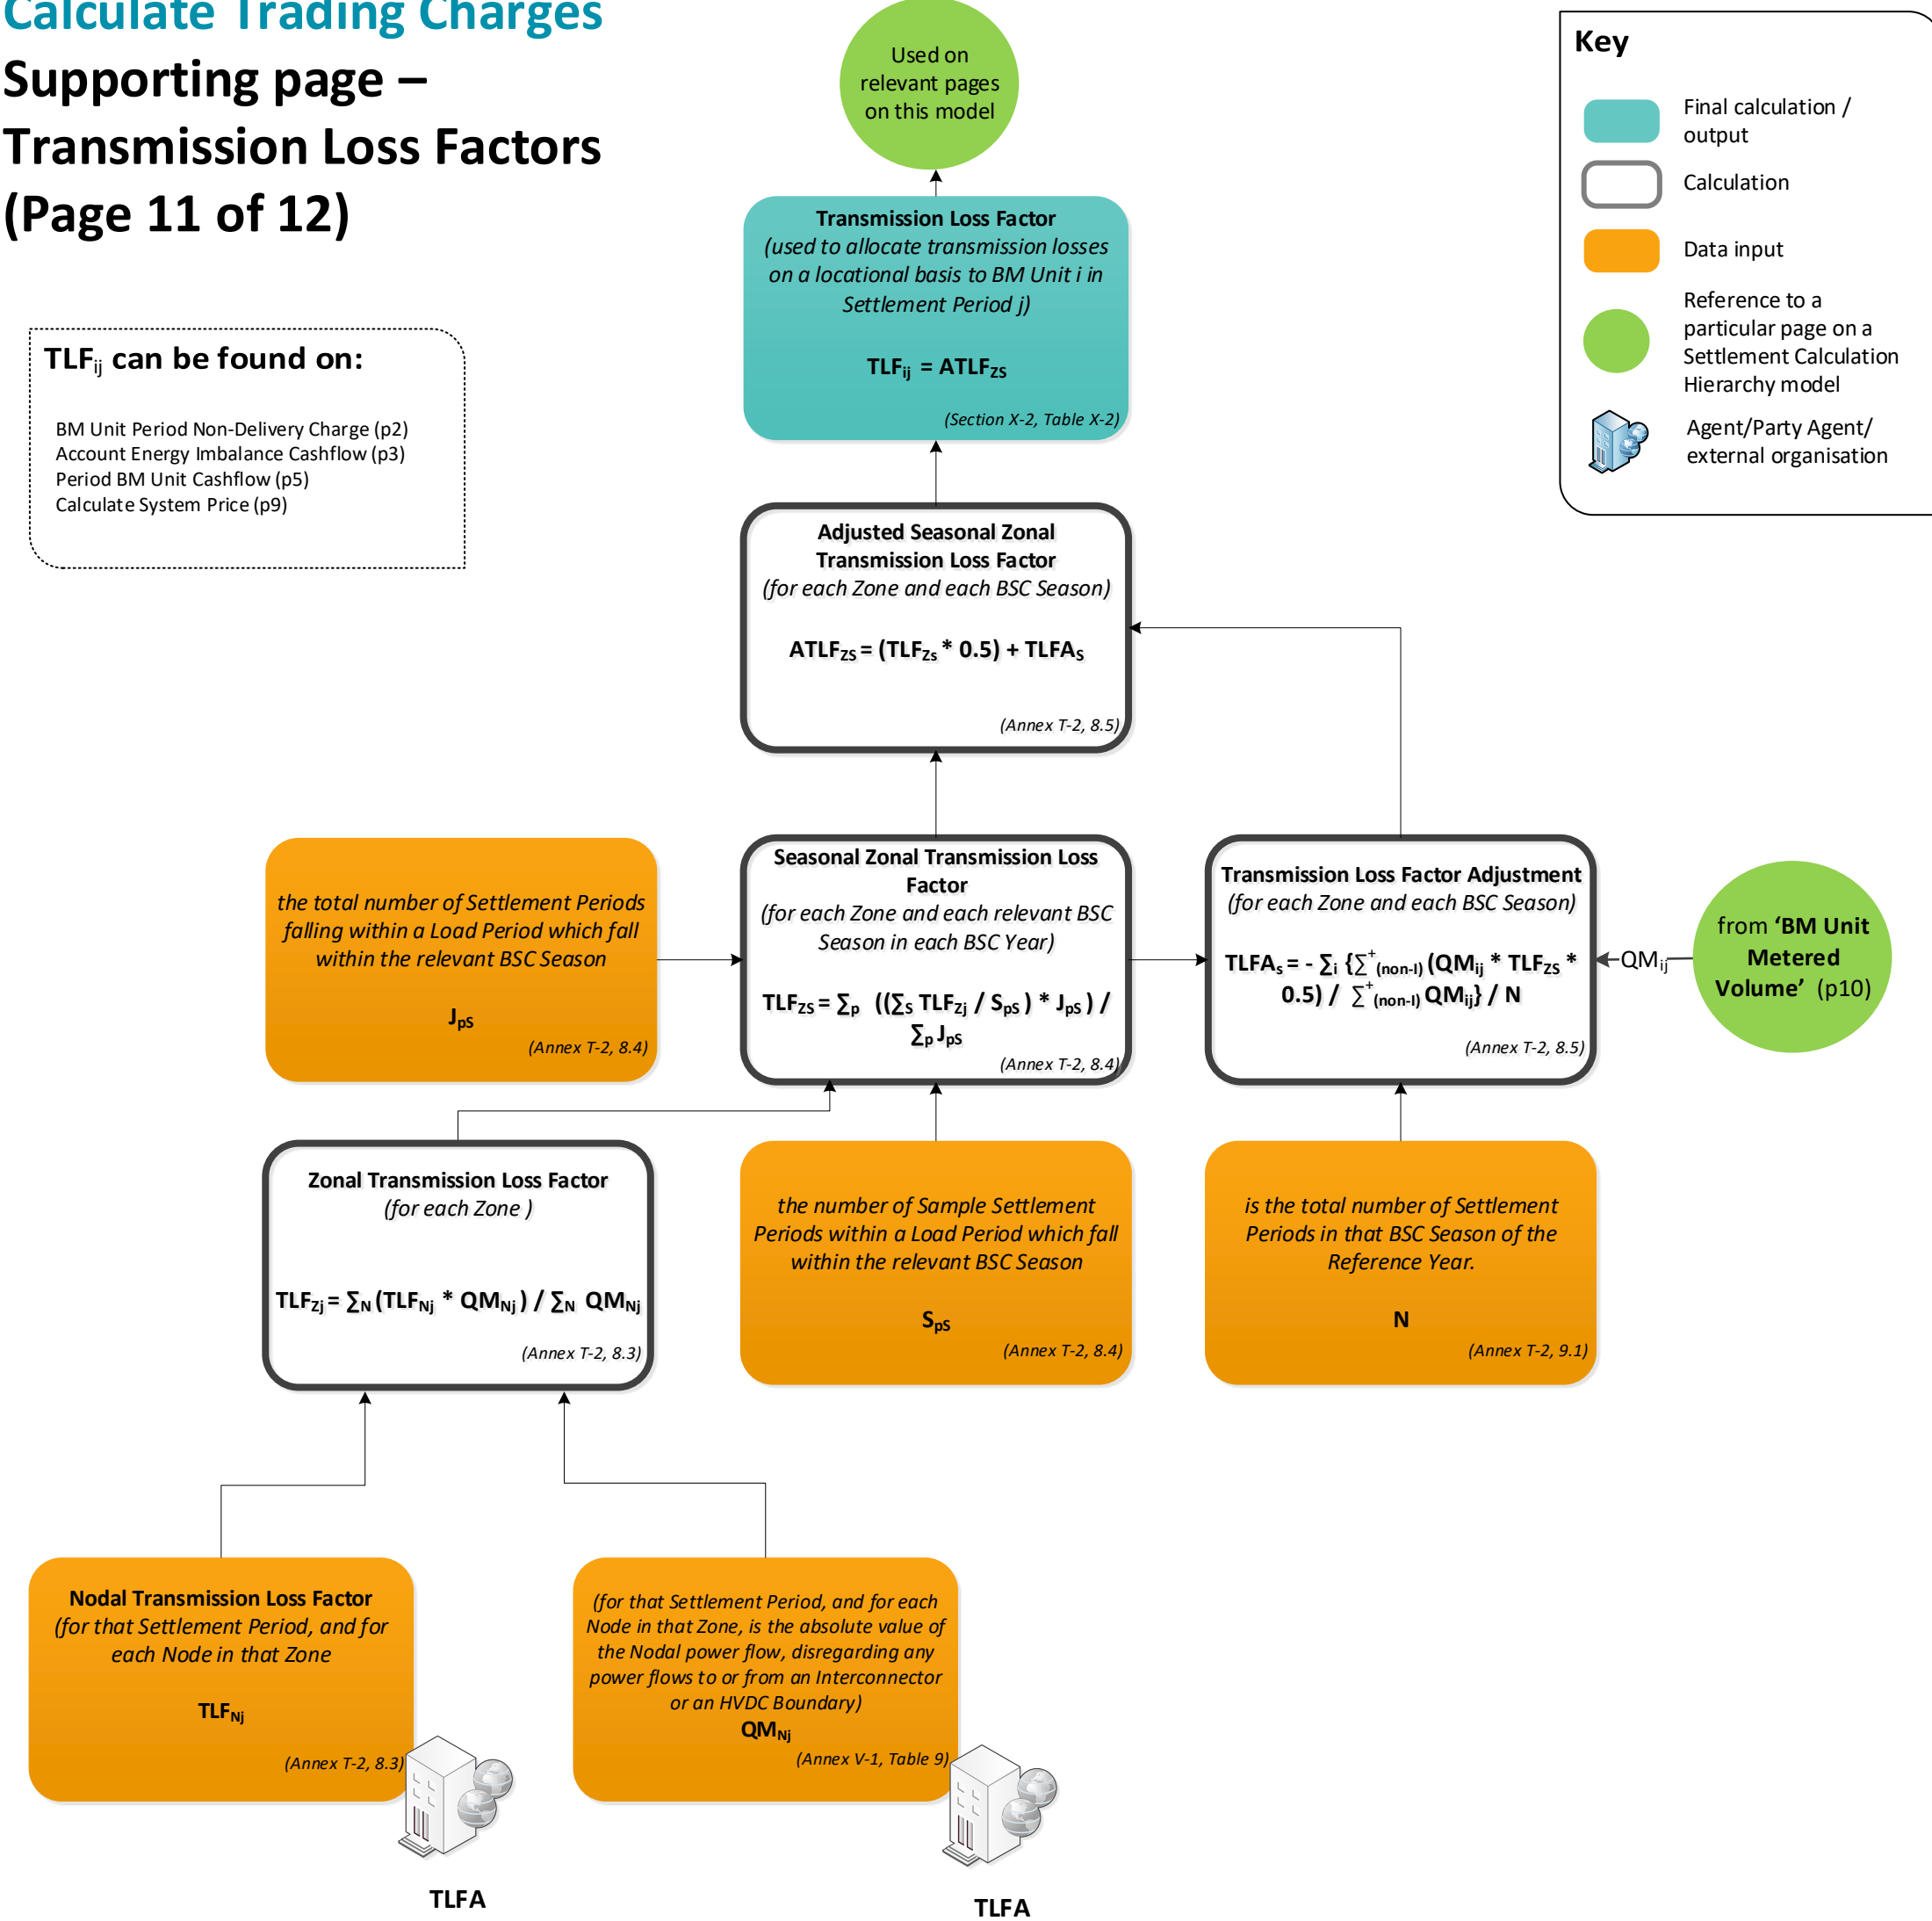 Calculate Trading Charges
Supporting page –
Transmission Loss Factors
(Page 11 of 12)
TLFij can be found on:
BM Unit Period Non-Delivery Charge (p2)
Account Energy Imbalance Cashflow (p3)
Period BM Unit Cashflow (p5)
Calculate System Price (p9)
Used on
relevant pages
on this model
Key
Final calculation /
output
Calculation
Data input
Reference to a
particular page on a
Settlement Calculation
Hierarchy model
Agent/Party Agent/
external organisation
Transmission Loss Factor
(used to allocate transmission losses
on a locational basis to BM Unit i in
Settlement Period j)
TLFij = ATLFZS
(Section X-2, Table X-2)
Adjusted Seasonal Zonal
Transmission Loss Factor
(for each Zone and each BSC Season)
ATLFZS = (TLFZs * 0.5) + TLFAS
(Annex T-2, 8.5)
the total number of Settlement Periods
falling within a Load Period which fall
within the relevant BSC Season
JpS
(Annex T-2, 8.4)
Seasonal Zonal Transmission Loss
Factor
(for each Zone and each relevant BSC
Season in each BSC Year)
TLFZS = ∑p ((∑S TLFZj / SpS ) * JpS ) /
∑p JpS
(Annex T-2, 8.4)
Transmission Loss Factor Adjustment
(for each Zone and each BSC Season)
TLFAs = - ∑i {∑+(non-I) (QMij * TLFZS *
0.5) / ∑+(non-I) QMij} / N
(Annex T-2, 8.5)
QMij
from ‘BM Unit
Metered
Volume’ (p10)
Zonal Transmission Loss Factor
(for each Zone )
TLFZj = ∑N (TLFNj * QMNj ) / ∑N QMNj
(Annex T-2, 8.3)
the number of Sample Settlement
Periods within a Load Period which fall
within the relevant BSC Season
SpS
(Annex T-2, 8.4)
is the total number of Settlement
Periods in that BSC Season of the
Reference Year.
N
(Annex T-2, 9.1)
Nodal Transmission Loss Factor
(for that Settlement Period, and for
each Node in that Zone
TLFNj
(Annex T-2, 8.3)
TLFA
(for that Settlement Period, and for each
Node in that Zone, is the absolute value of
the Nodal power flow, disregarding any
power flows to or from an Interconnector
or an HVDC Boundary)
QMNj
(Annex V-1, Table 9)
TLFA